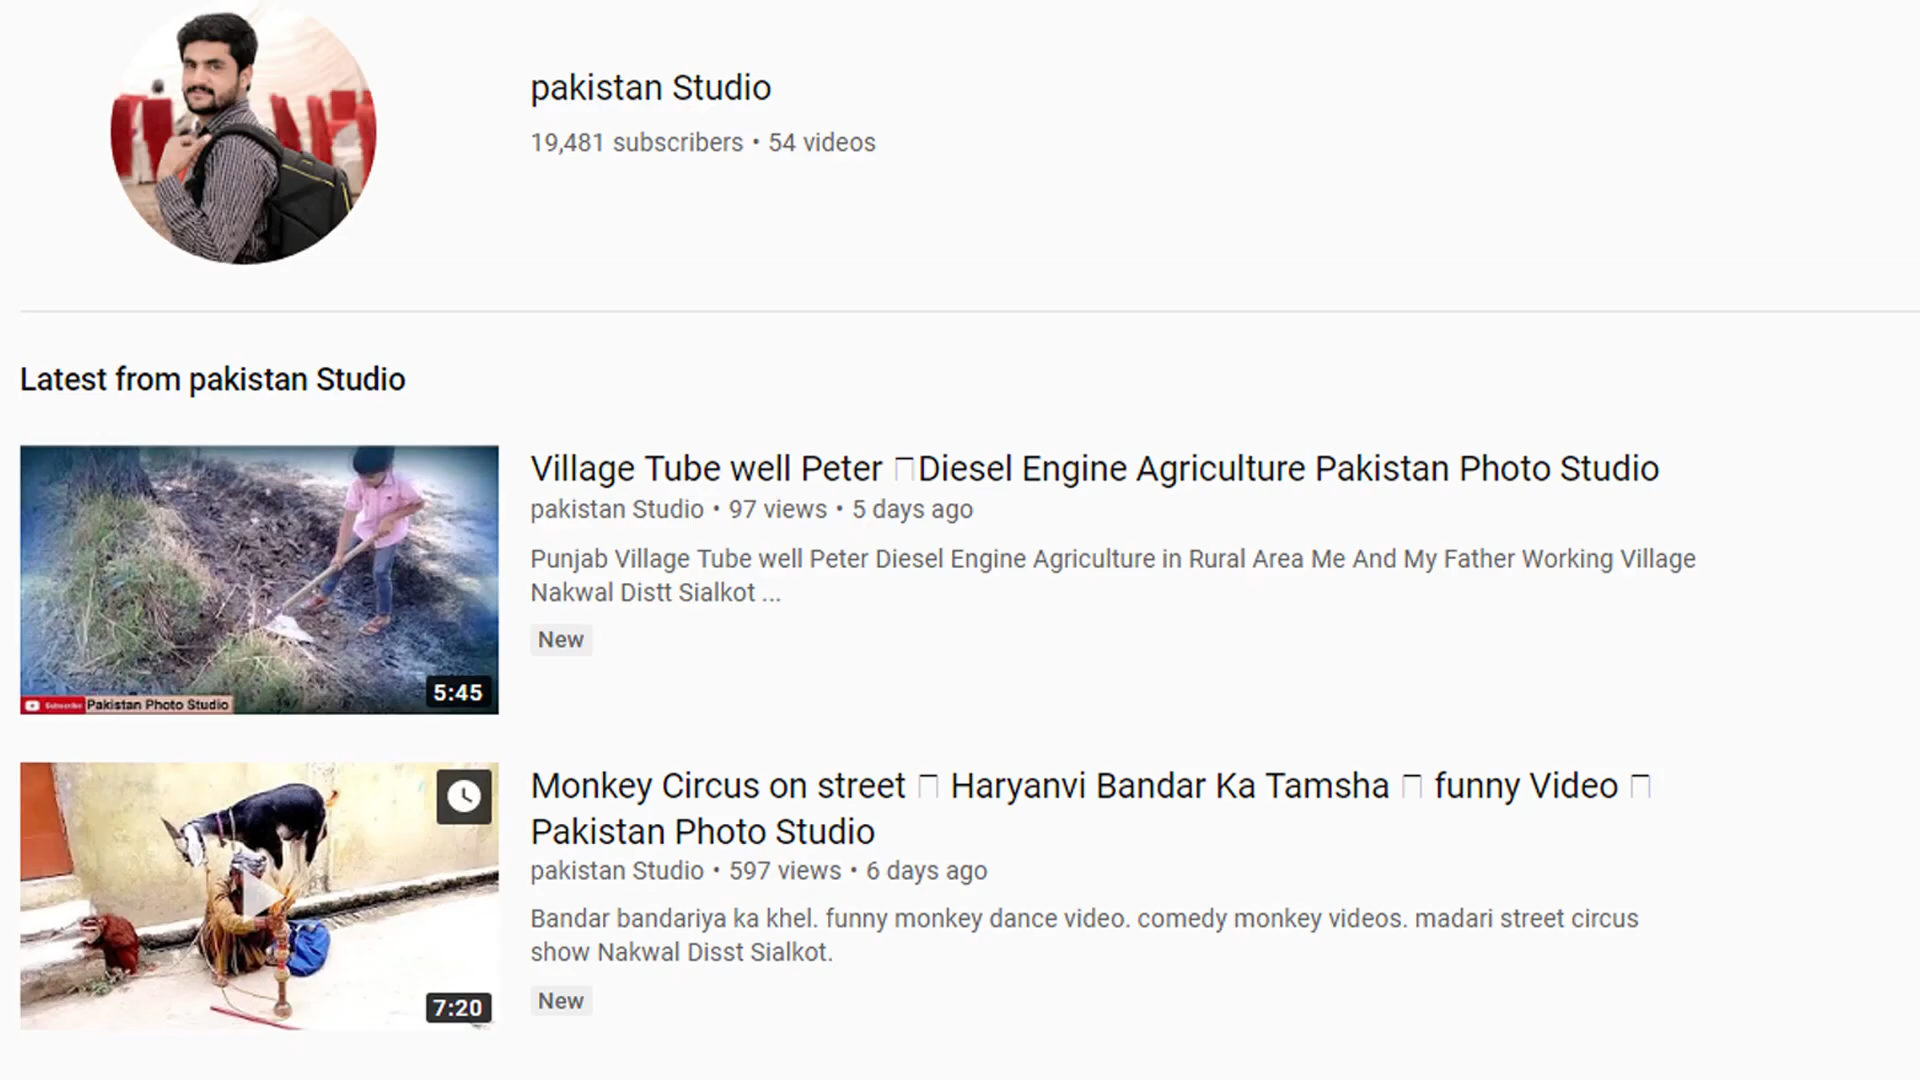 pakistan Studio
19,481 subscribers • 54 videos
Latest from pakistan Studio
Village Tube well Peter Diesel Engine Agriculture Pakistan Photo Studio
pakistan Studio • 97 views • 5 days ago
Punjab Village Tube well Peter Diesel Engine Agriculture in Rural Area Me And My Father Working Village
Nakwal Distt Sialkot ...
New
Subscribe Pakistan Photo Studio
5:45
Monkey Circus on street Haryanvi Bandar Ka Tamsha funny Video
Pakistan Photo Studio
pakistan Studio • 597 views • 6 days ago
Bandar bandariya ka khel. funny monkey dance video. comedy monkey videos. madari street circus
show Nakwal Disst Sialkot.
New
7:20